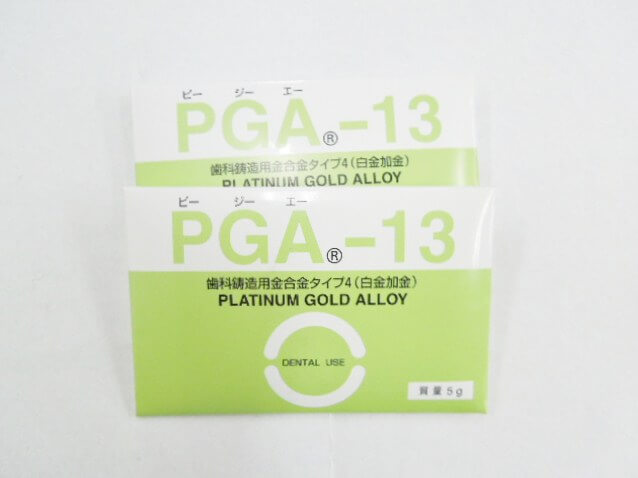 ピー ジー エー
PGA®-13
歯科鋳造用金合金タイプ4(白金加金)
PLATINUM GOLD ALLOY
ピー ジー エー
PGA®-13
歯科鋳造用金合金タイプ4(白金加金)
PLATINUM GOLD ALLOY
DENTAL USE
質量5g